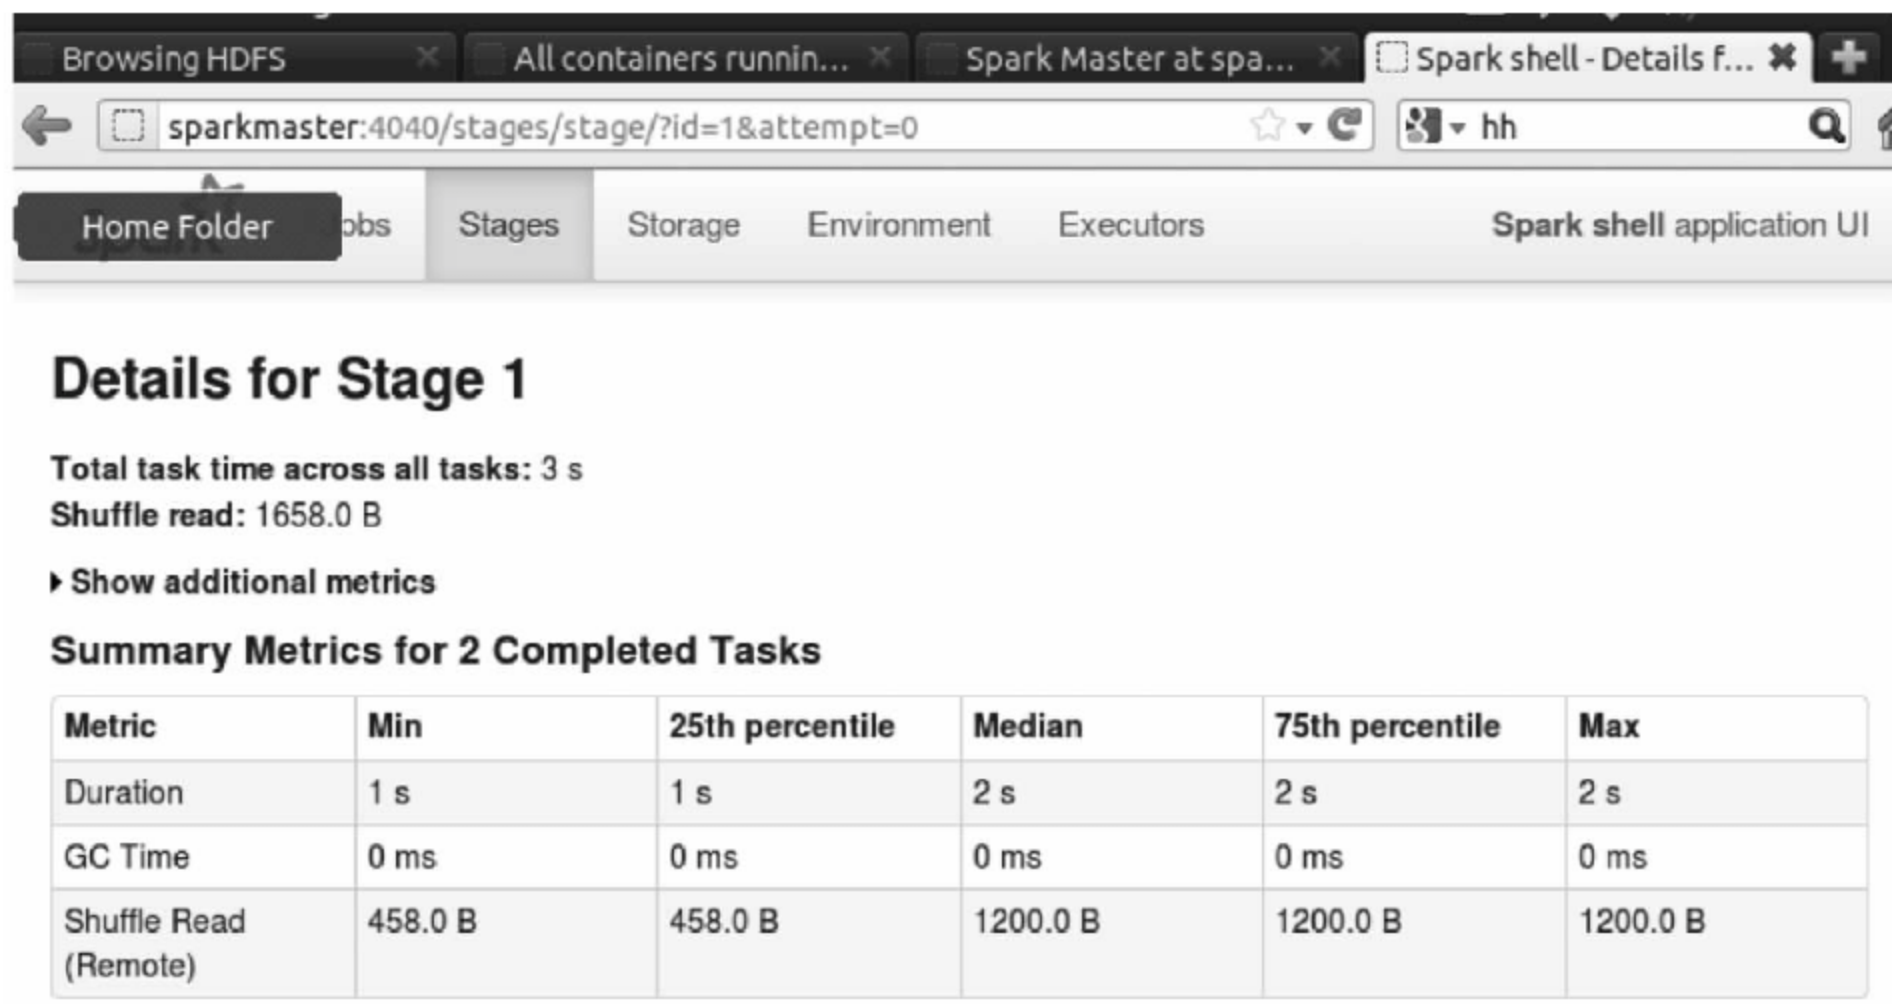 Browsing HDFS
All containers runnin...
Spark Master at spa...
Spark shell - Details f...
sparkmaster:4040/stages/stage/?id=1&attempt=0
hh
Home Folder
Stages
Storage
Environment
Executors
Spark shell application UI
Details for Stage 1
Total task time across all tasks: 3 s
Shuffle read: 1658.0 B
Show additional metrics
Summary Metrics for 2 Completed Tasks
Metric Min 25th percentile Median 75th percentile Max
Duration 1 s 1 s 2 s 2 s 2 s
GC Time 0 ms 0 ms 0 ms 0 ms 0 ms
Shuffle Read 458.0 B 458.0 B 1200.0 B 1200.0 B 1200.0 B
(Remote)